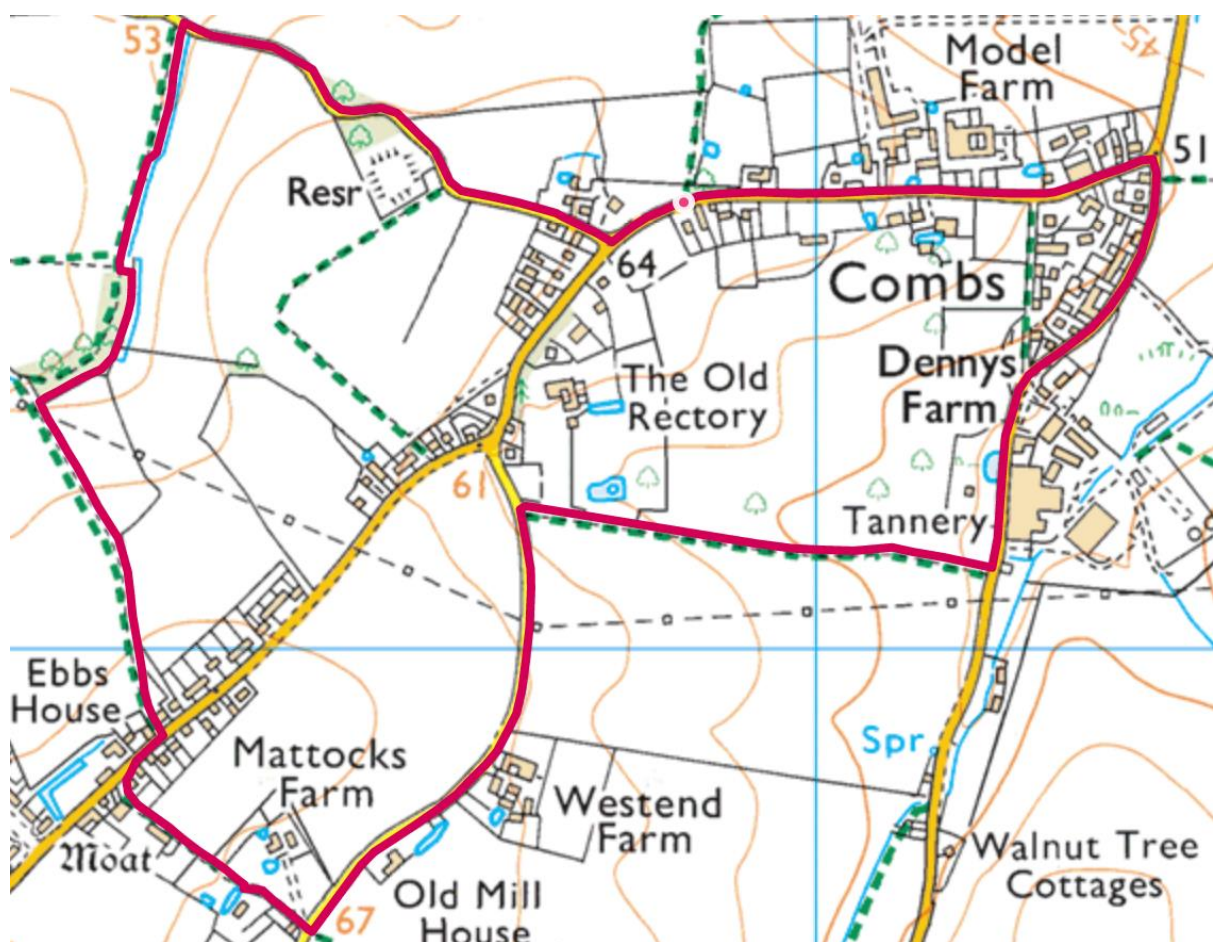 53
Model
Farm
45
51
Resr
64
Combs
The Old
Rectory
Dennys
Farm
61
Tannery
Ebbs
House
Spr
Mattocks
Farm
Westend
Farm
Moat
Walnut Tree
Cottages
67
Old Mill
House